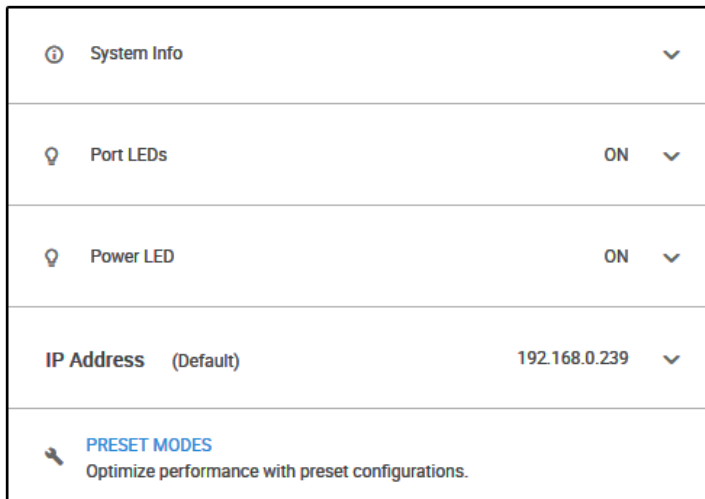 System Info
Port LEDs ON
Power LED ON
IP Address (Default) 192.168.0.239
PRESET MODES
Optimize performance with preset configurations.